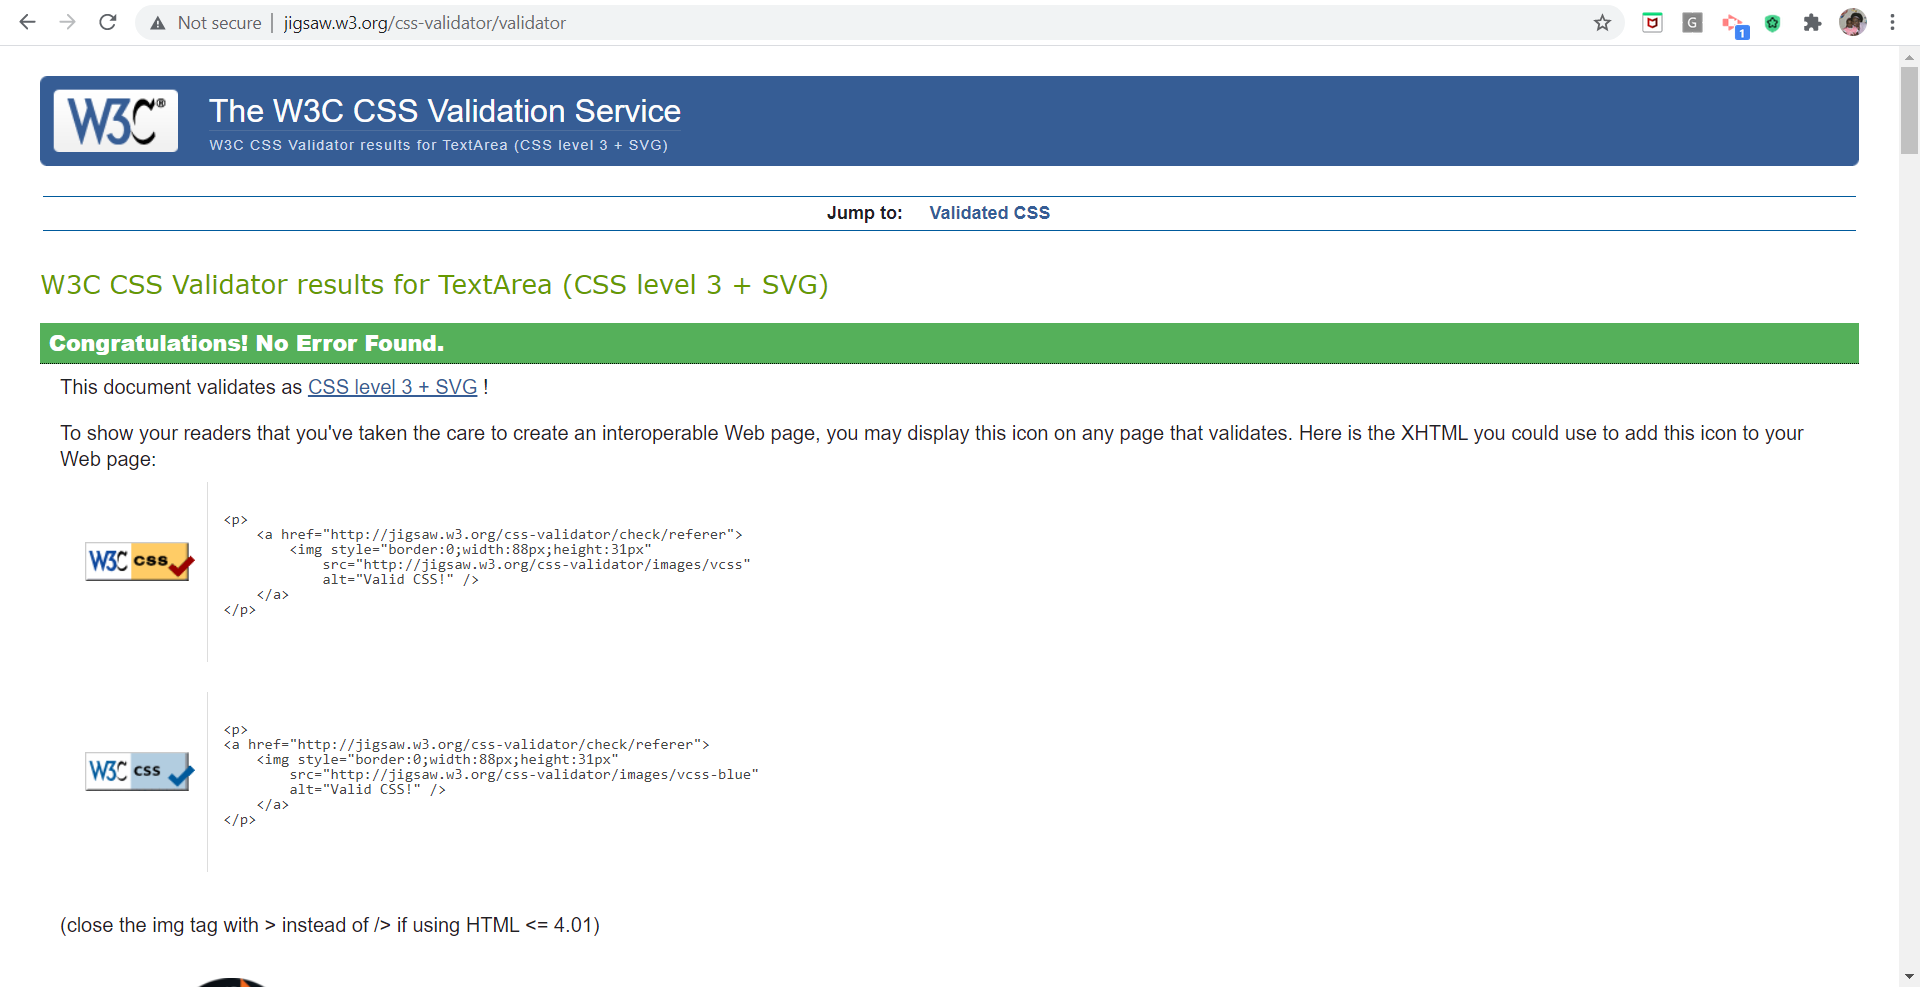 Not secure | jigsaw.w3.org/css-validator/validator
G
1
W3C®
The W3C CSS Validation Service
W3C CSS Validator results for TextArea (CSS level 3 + SVG)
Jump to: Validated CSS
W3C CSS Validator results for TextArea (CSS level 3 + SVG)
Congratulations! No Error Found.
This document validates as CSS level 3 + SVG !
To show your readers that you've taken the care to create an interoperable Web page, you may display this icon on any page that validates. Here is the XHTML you could use to add this icon to your
Web page:
W3C css
<p>
    <a href="http://jigsaw.w3.org/css-validator/check/referer">
        <img style="border:0;width:88px;height:31px"
            src="http://jigsaw.w3.org/css-validator/images/vcss"
            alt="Valid CSS!" />
    </a>
</p>
W3C css
<p>
<a href="http://jigsaw.w3.org/css-validator/check/referer">
    <img style="border:0;width:88px;height:31px"
        src="http://jigsaw.w3.org/css-validator/images/vcss-blue"
        alt="Valid CSS!" />
    </a>
</p>
(close the img tag with > instead of /> if using HTML <= 4.01)